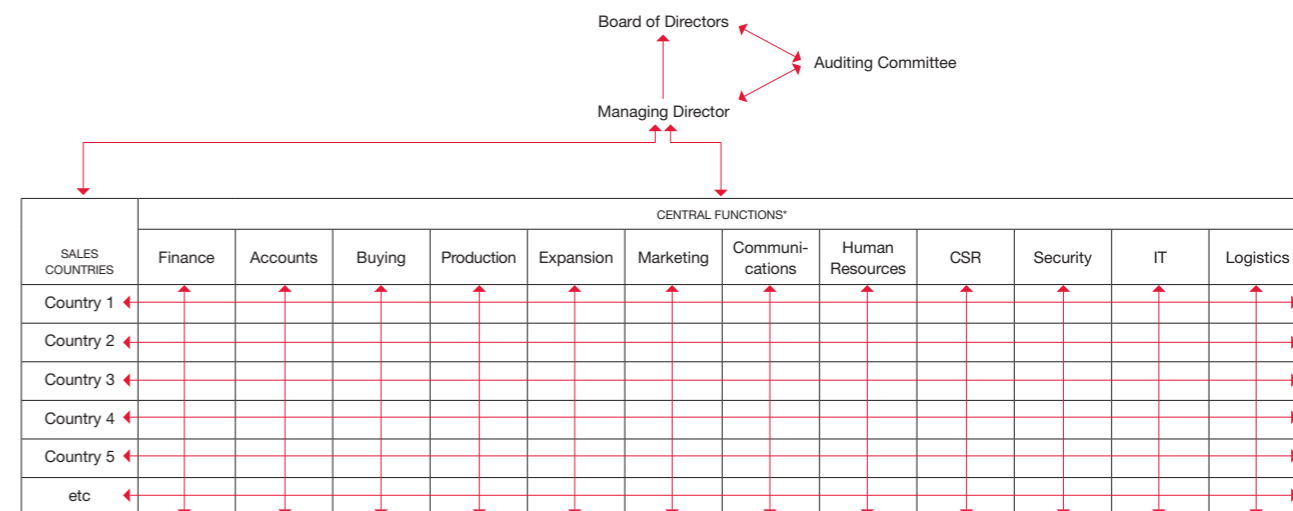 Board of Directors
Auditing Committee
Managing Director
CENTRAL FUNCTIONS*
SALES
COUNTRIES
Finance
Accounts
Buying
Production
Expansion
Marketing
Communi-
cations
Human
Resources
CSR
Security
IT
Logistics
Country 1
Country 2
Country 3
Country 4
Country 5
etc